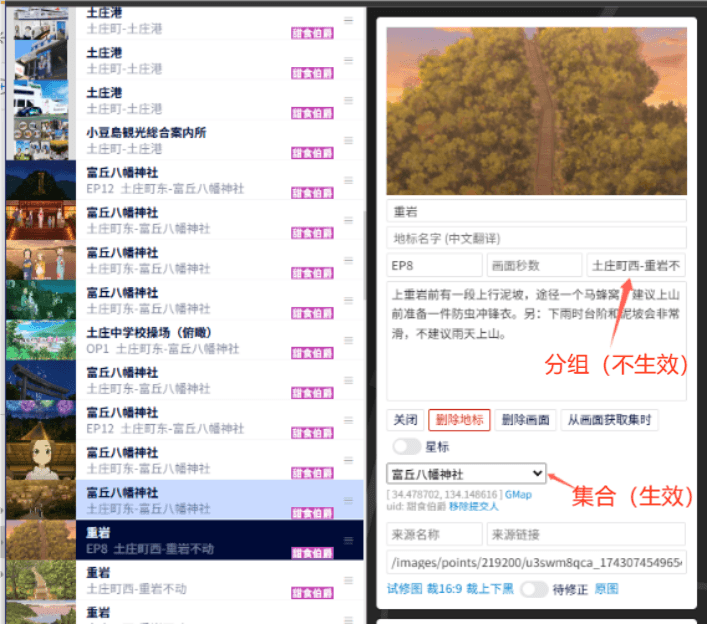 土庄港
土庄町-土庄港
甜食伯爵
土庄港
土庄町-土庄港
甜食伯爵
土庄港
土庄町-土庄港
甜食伯爵
小豆島観光総合案内所
土庄町-土庄港
甜食伯爵
富丘八幡神社
EP12 土庄町东-富丘八幡神社
甜食伯爵
富丘八幡神社
土庄町东-富丘八幡神社
甜食伯爵
富丘八幡神社
土庄町东-富丘八幡神社
甜食伯爵
富丘八幡神社
土庄町东-富丘八幡神社
甜食伯爵
土庄中学校操场（俯瞰）
OP1 土庄町东-富丘八幡神社
甜食伯爵
富丘八幡神社
土庄町东-富丘八幡神社
甜食伯爵
富丘八幡神社
EP12 土庄町东-富丘八幡神社
甜食伯爵
富丘八幡神社
土庄町东-富丘八幡神社
甜食伯爵
富丘八幡神社
土庄町东-富丘八幡神社
甜食伯爵
重岩
EP8 土庄町西-重岩不动
甜食伯爵
重岩
土庄町西-重岩不动
甜食伯爵
重岩
重岩
地标名字 (中文翻译)
EP8 画面秒数 土庄町西-重岩不
上重岩前有一段上行泥坡，途径一个马蜂窝，建议上山
前准备一件防虫冲锋衣。另：下雨时台阶和泥坡会非常
滑，不建议雨天上山。
分组（不生效）
关闭 删除地标 删除画面 从画面获取集时
星标
富丘八幡神社
[ 34.478702, 134.148616 ] GMap
uid: 甜食伯爵 移除提交人
集合（生效）
来源名称 来源链接
/images/points/219200/u3swm8qca_174307454965
试修图 裁16:9 裁上下黑 待修正 原图